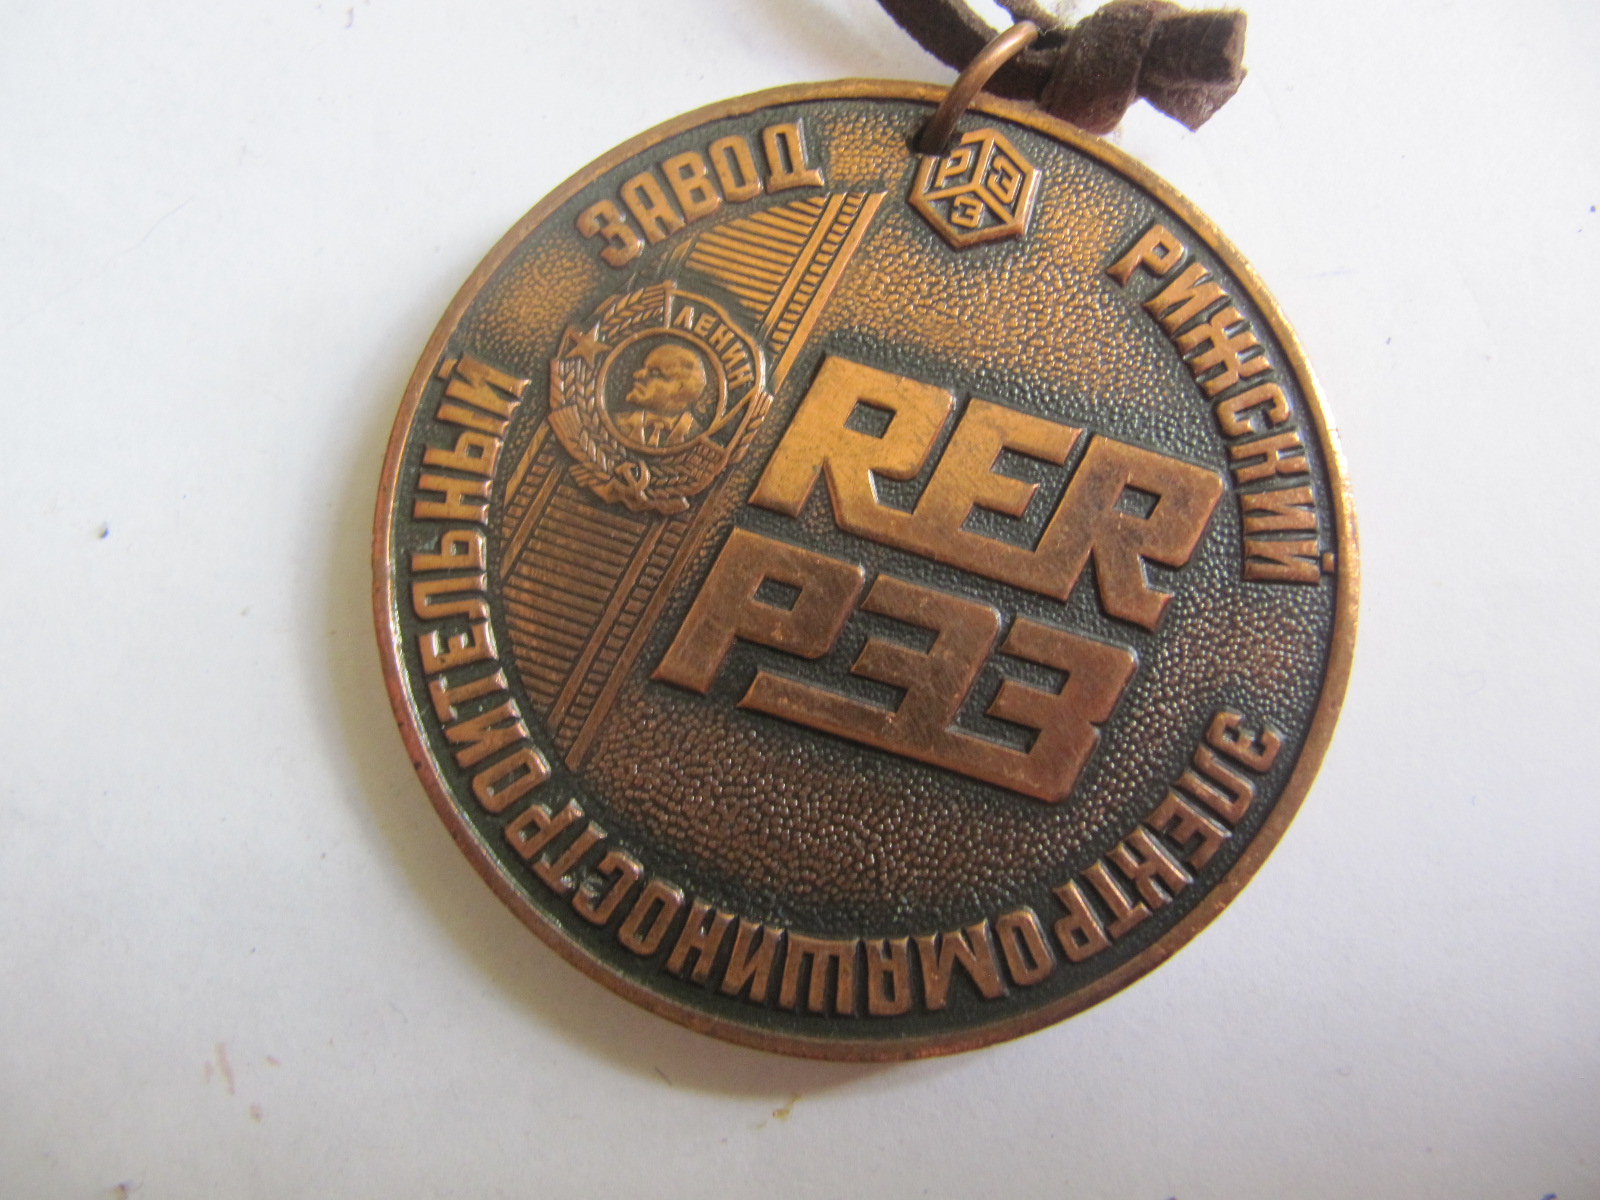 РЭЗ
РИЖСКИЙ
ЭЛЕКТРОМАШИНОСТРОИТЕЛЬНЫЙ
ЗАВОД
ЛЕНИН
RER
РЭЗ